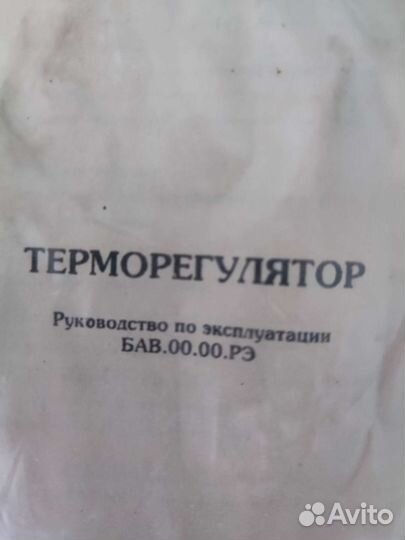 ТЕРМОРЕГУЛЯТОР
Руководство по эксплуатации
БАВ.00.00.РЭ
Avito